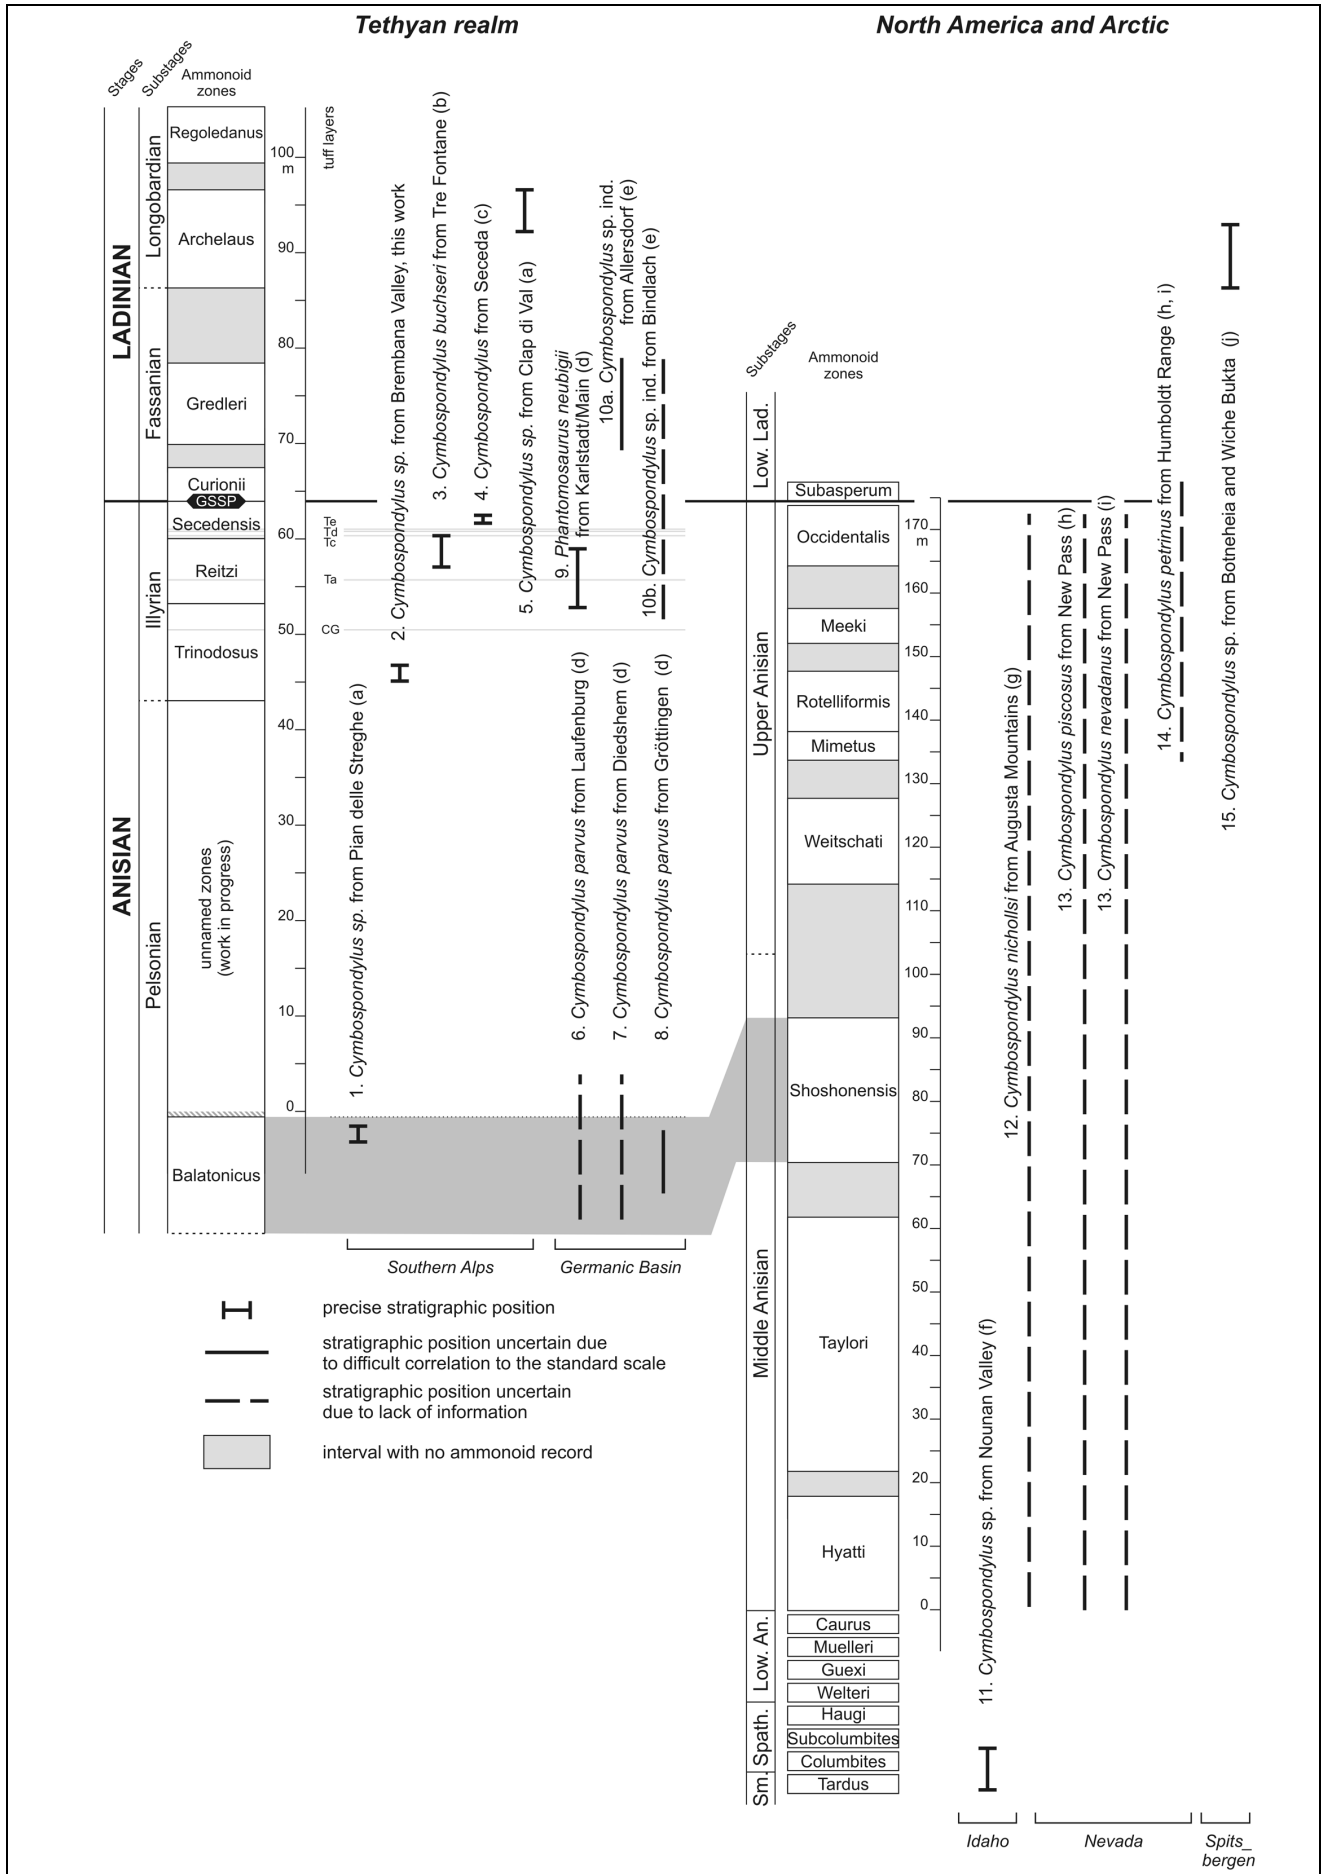 Tethyan realm
North America and Arctic
Stages
Substages
Ammonoid
zones
tuff layers
LADINIAN
ANISIAN
Longobardian
Fassanian
Illyrian
Pelsonian
Regoledanus
Archelaus
Gredleri
Curionii
GSSP
Secedensis
Reitzi
Trinodosus
unnamed zones
(work in progress)
Balatonicus
100
m
90
80
70
60
50
40
30
20
10
0
Te
Td
Tc
Ta
CG
1. Cymbospondylus sp. from Pian delle Streghe (a)
2. Cymbospondylus sp. from Brembana Valley, this work
3. Cymbospondylus buchseri from Tre Fontane (b)
4. Cymbospondylus from Seceda (c)
5. Cymbospondylus sp. from Clap di Val (a)
6. Cymbospondylus parvus from Laufenburg (d)
7. Cymbospondylus parvus from Diedshem (d)
8. Cymbospondylus parvus from Gröttingen (d)
9. Phantomosaurus neubigii
from Karlstadt/Main (d)
10a. Cymbospondylus sp. ind.
from Allersdorf (e)
10b. Cymbospondylus sp. ind. from Bindlach (e)
Southern Alps
Germanic Basin
precise stratigraphic position
stratigraphic position uncertain due
to difficult correlation to the standard scale
stratigraphic position uncertain
due to lack of information
interval with no ammonoid record
Substages
Ammonoid
zones
Low. Lad.
Upper Anisian
Middle Anisian
Low. An.
Spath.
Sm.
Subasperum
Occidentalis
Meeki
Rotelliformis
Mimetus
Weitschati
Shoshonensis
Taylori
Hyatti
Caurus
Muelleri
Guexi
Welteri
Haugi
Subcolumbites
Columbites
Tardus
170
m
160
150
140
130
120
110
100
90
80
70
60
50
40
30
20
10
0
11. Cymbospondylus sp. from Nounan Valley (f)
12. Cymbospondylus nichollsi from Augusta Mountains (g)
13. Cymbospondylus piscosus from New Pass (h)
13. Cymbospondylus nevadanus from New Pass (i)
14. Cymbospondylus petrinus from Humboldt Range (h, i)
15. Cymbospondylus sp. from Botneheia and Wiche Bukta (j)
Idaho
Nevada
Spits_
bergen